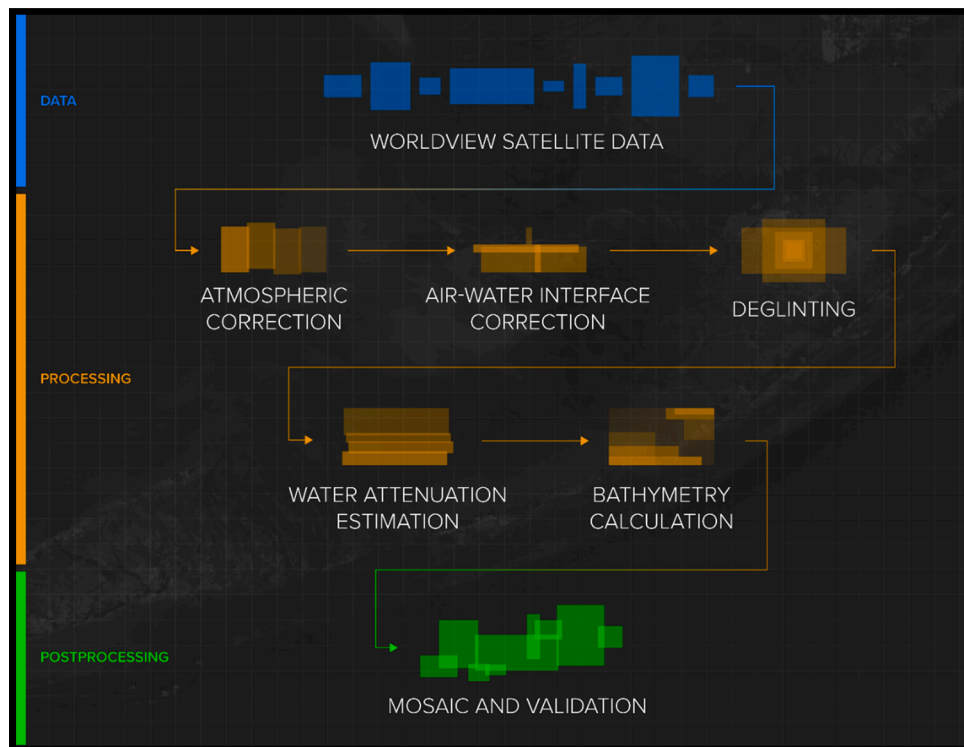 DATA
WORLDVIEW SATELLITE DATA
PROCESSING
ATMOSPHERIC
CORRECTION
AIR-WATER INTERFACE
CORRECTION
DEGLINTING
WATER ATTENUATION
ESTIMATION
BATHYMETRY
CALCULATION
POSTPROCESSING
MOSAIC AND VALIDATION